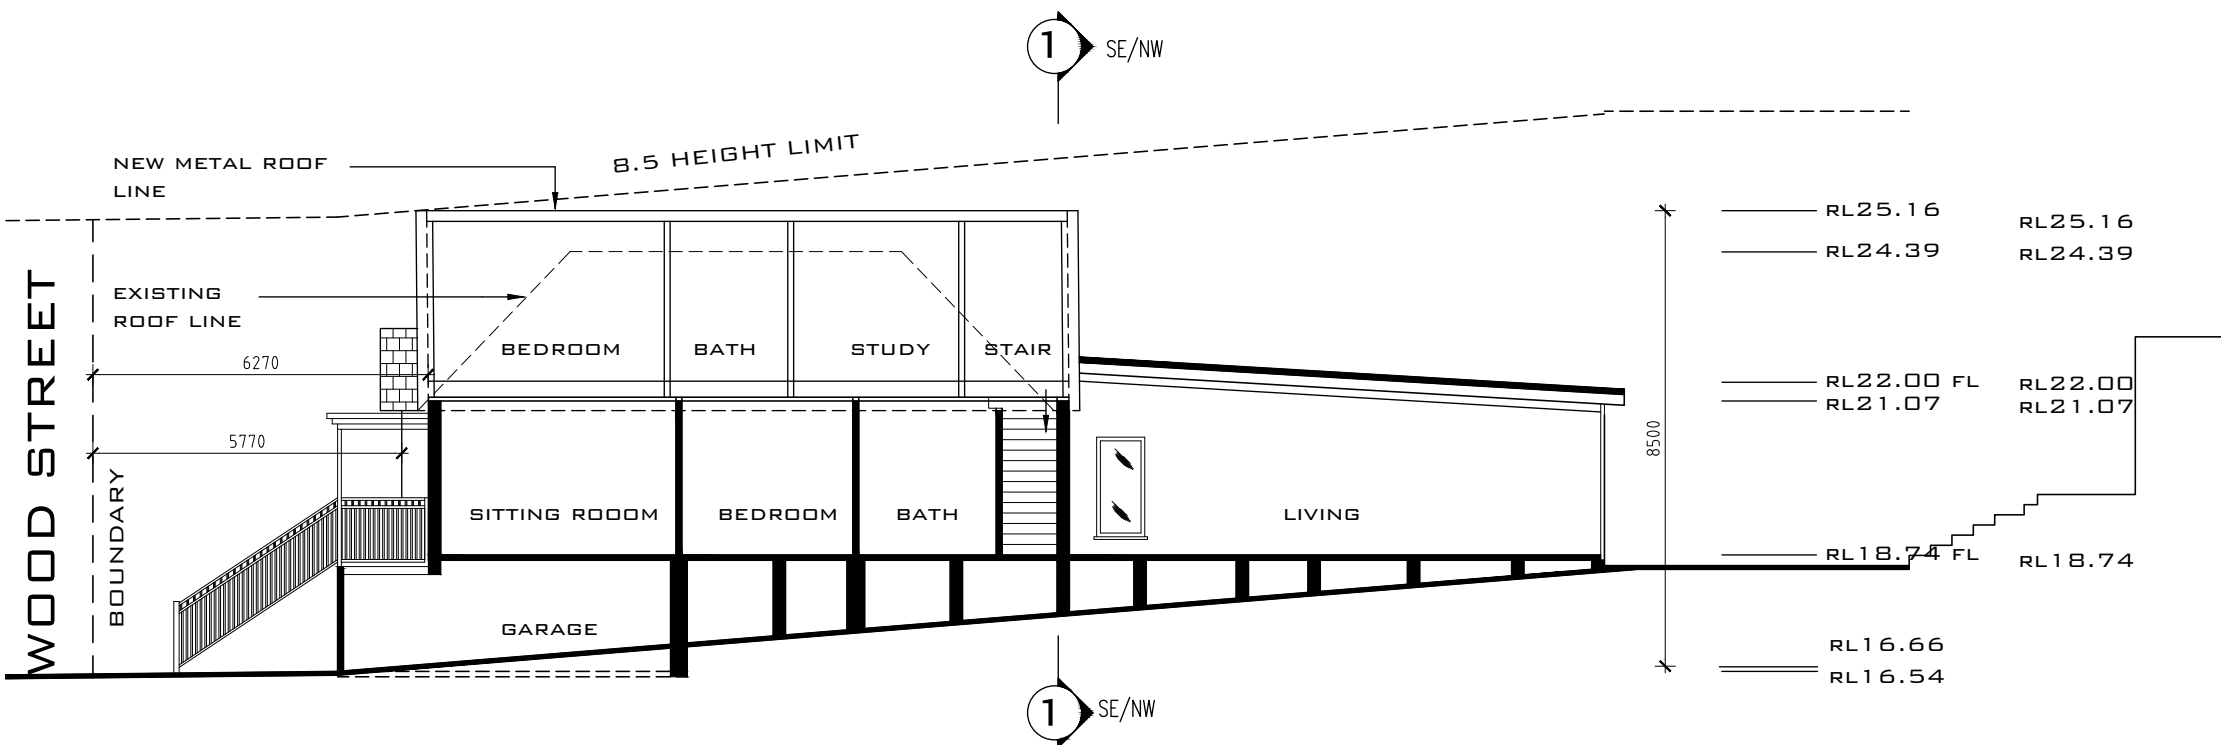 1 SE/NW
8.5 HEIGHT LIMIT
NEW METAL ROOF
LINE
RL25.16 RL25.16
RL24.39 RL24.39
WOOD STREET
EXISTING
ROOF LINE
BEDROOM BATH STUDY STAIR
6270
RL22.00 FL RL22.00
RL21.07 RL21.07
5770
8500
BOUNDARY
SITTING ROOOM BEDROOM BATH LIVING
RL18.74 FL RL18.74
GARAGE
RL16.66
RL16.54
1 SE/NW